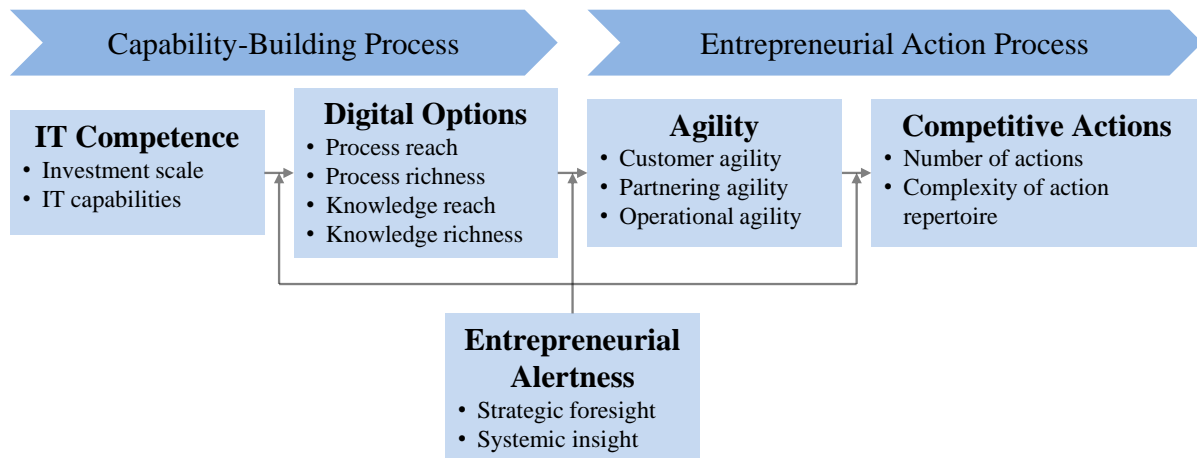 Capability-Building Process
Entrepreneurial Action Process
IT Competence
• Investment scale
• IT capabilities
Digital Options
• Process reach
• Process richness
• Knowledge reach
• Knowledge richness
Agility
• Customer agility
• Partnering agility
• Operational agility
Competitive Actions
• Number of actions
• Complexity of action
repertoire
Entrepreneurial
Alertness
• Strategic foresight
• Systemic insight